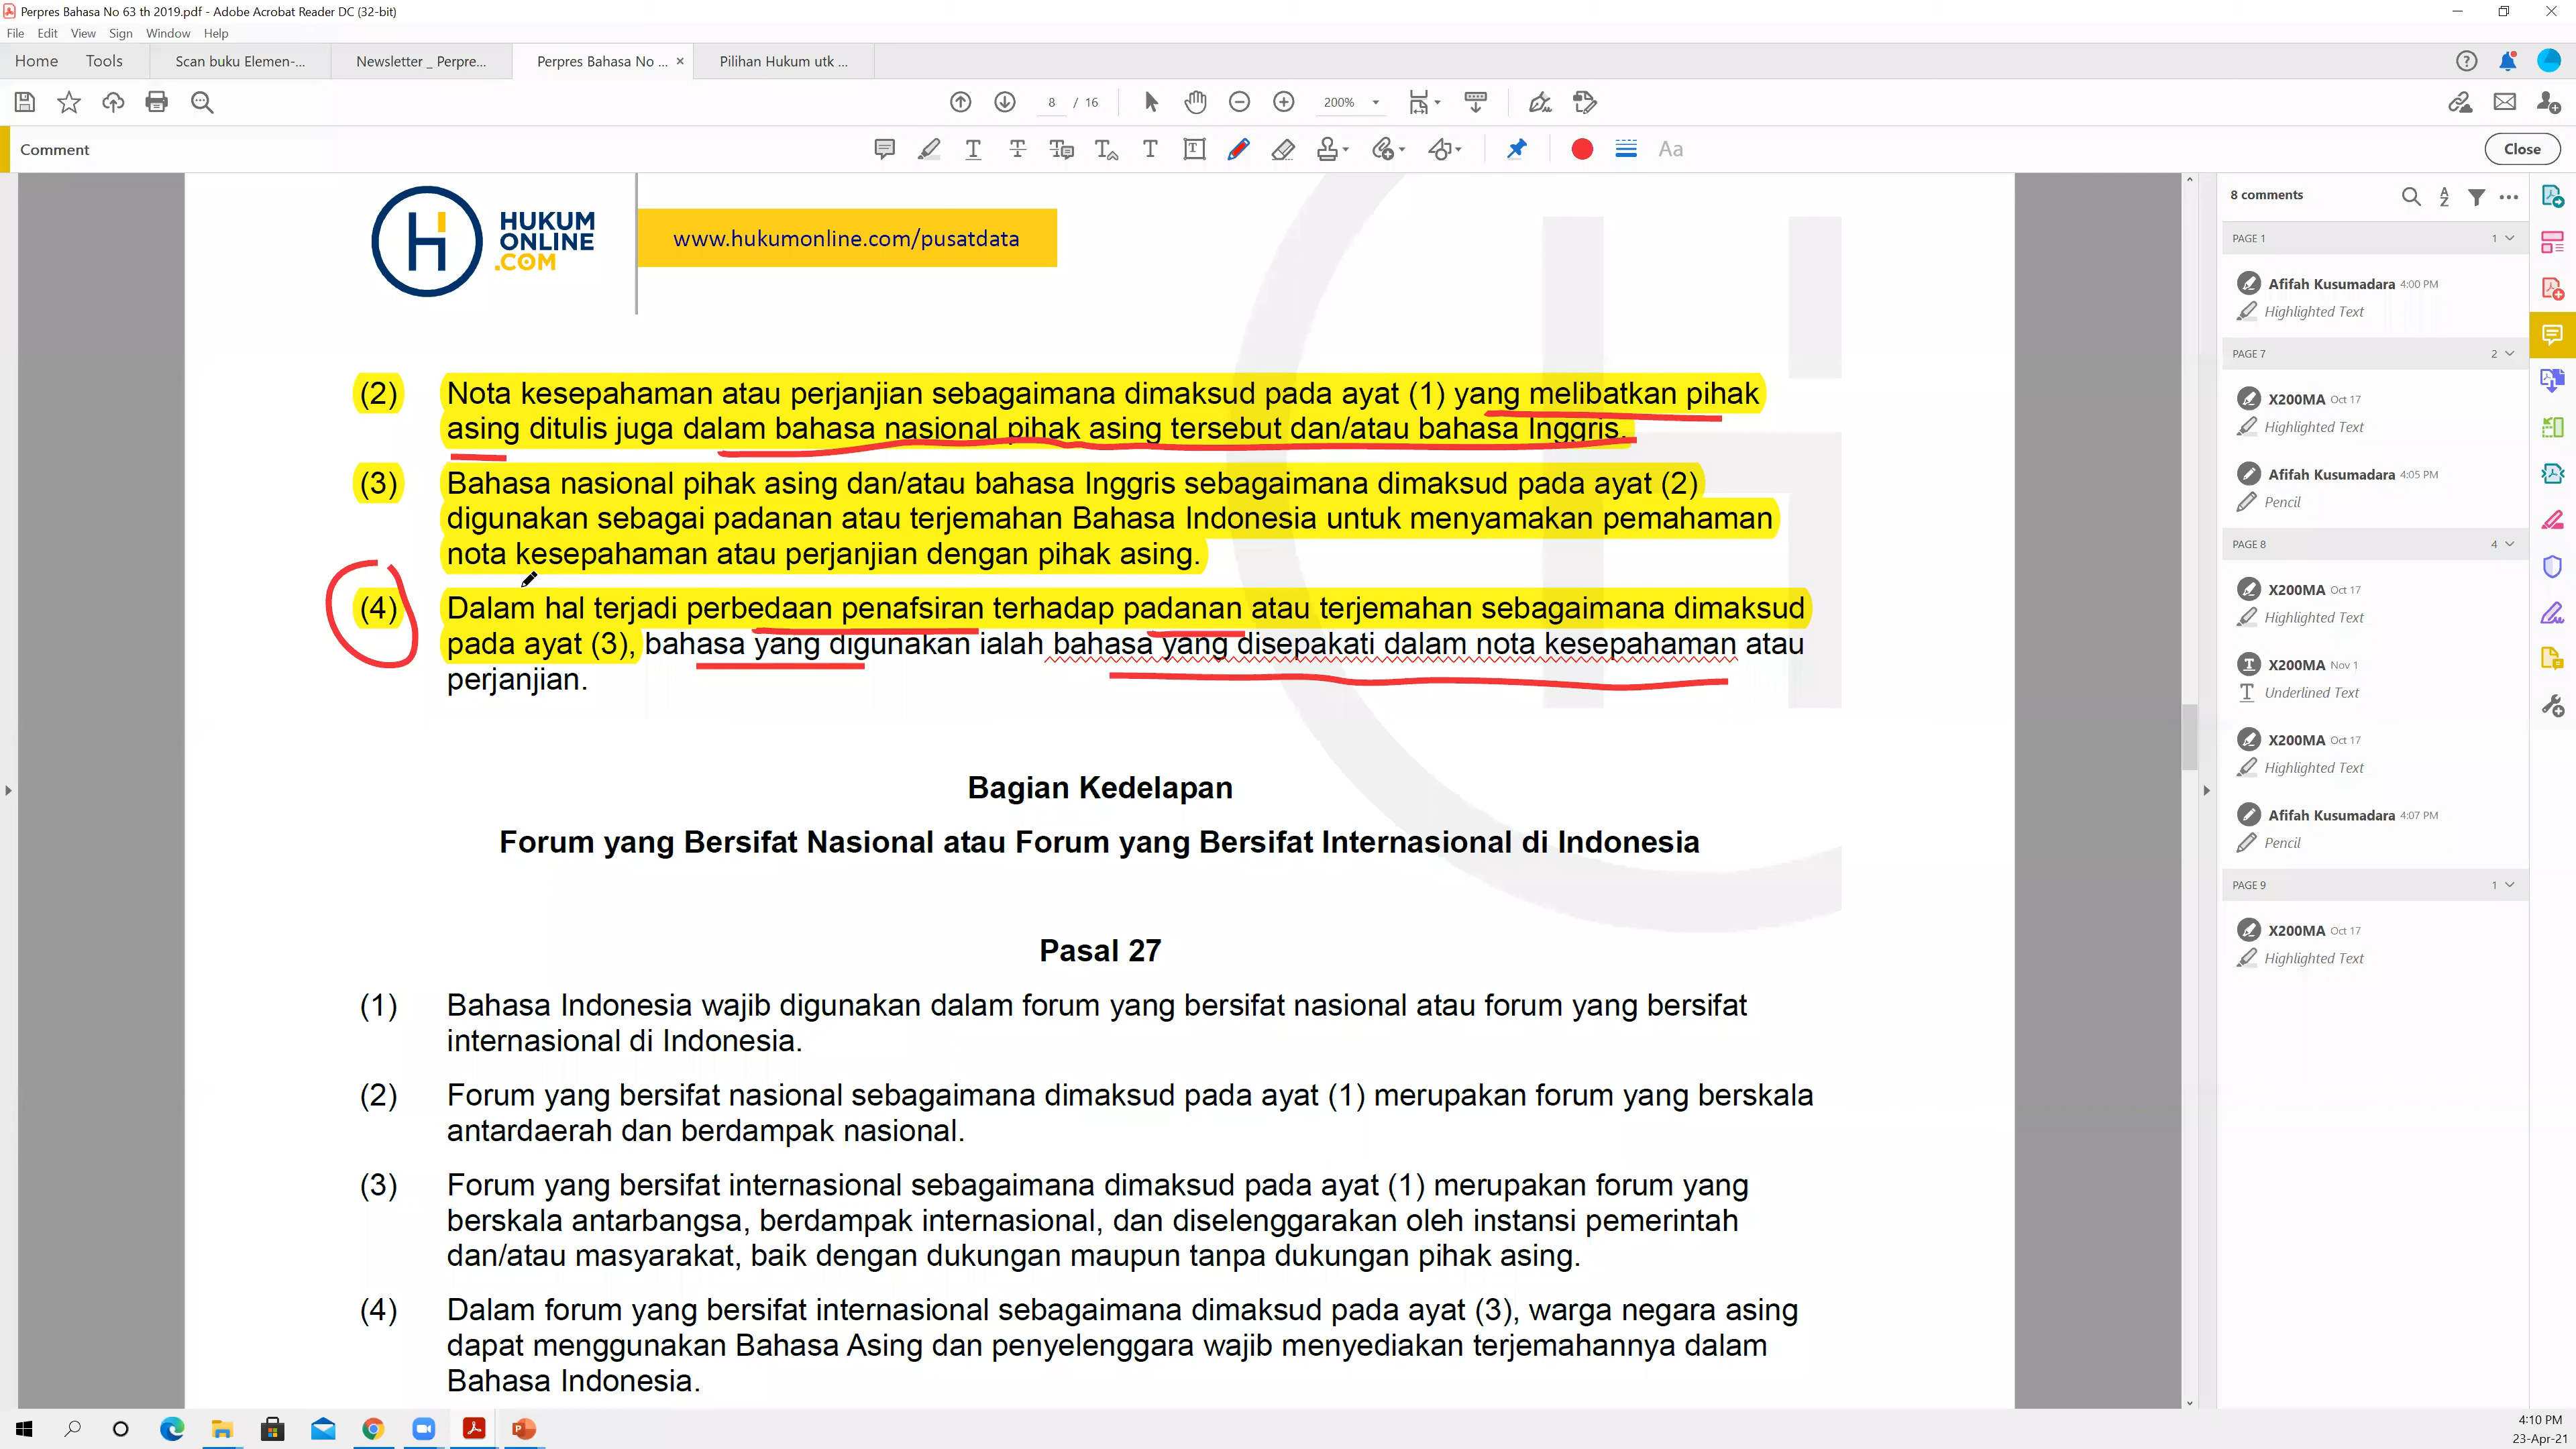 Perpres Bahasa No 63 th 2019.pdf - Adobe Acrobat Reader DC (32-bit)
File Edit View Sign Window Help
Home Tools Scan buku Elemen-... Newsletter _ Perpre... Perpres Bahasa No ... × Pilihan Hukum utk ...
8 / 16 200%
Comment Aa Close
HUKUM
ONLINE
.COM
www.hukumonline.com/pusatdata
(2) Nota kesepahaman atau perjanjian sebagaimana dimaksud pada ayat (1) yang melibatkan pihak
asing ditulis juga dalam bahasa nasional pihak asing tersebut dan/atau bahasa Inggris.
(3) Bahasa nasional pihak asing dan/atau bahasa Inggris sebagaimana dimaksud pada ayat (2)
digunakan sebagai padanan atau terjemahan Bahasa Indonesia untuk menyamakan pemahaman
nota kesepahaman atau perjanjian dengan pihak asing.
(4) Dalam hal terjadi perbedaan penafsiran terhadap padanan atau terjemahan sebagaimana dimaksud
pada ayat (3), bahasa yang digunakan ialah bahasa yang disepakati dalam nota kesepahaman atau
perjanjian.
Bagian Kedelapan
Forum yang Bersifat Nasional atau Forum yang Bersifat Internasional di Indonesia
Pasal 27
(1) Bahasa Indonesia wajib digunakan dalam forum yang bersifat nasional atau forum yang bersifat
internasional di Indonesia.
(2) Forum yang bersifat nasional sebagaimana dimaksud pada ayat (1) merupakan forum yang berskala
antardaerah dan berdampak nasional.
(3) Forum yang bersifat internasional sebagaimana dimaksud pada ayat (1) merupakan forum yang
berskala antarbangsa, berdampak internasional, dan diselenggarakan oleh instansi pemerintah
dan/atau masyarakat, baik dengan dukungan maupun tanpa dukungan pihak asing.
(4) Dalam forum yang bersifat internasional sebagaimana dimaksud pada ayat (3), warga negara asing
dapat menggunakan Bahasa Asing dan penyelenggara wajib menyediakan terjemahannya dalam
Bahasa Indonesia.
8 comments
PAGE 1 1
Afifah Kusumadara 4:00 PM
Highlighted Text
PAGE 7 2
X200MA Oct 17
Highlighted Text
Afifah Kusumadara 4:05 PM
Pencil
PAGE 8 4
X200MA Oct 17
Highlighted Text
X200MA Nov 1
Underlined Text
X200MA Oct 17
Highlighted Text
Afifah Kusumadara 4:07 PM
Pencil
PAGE 9 1
X200MA Oct 17
Highlighted Text
4:10 PM
23-Apr-21